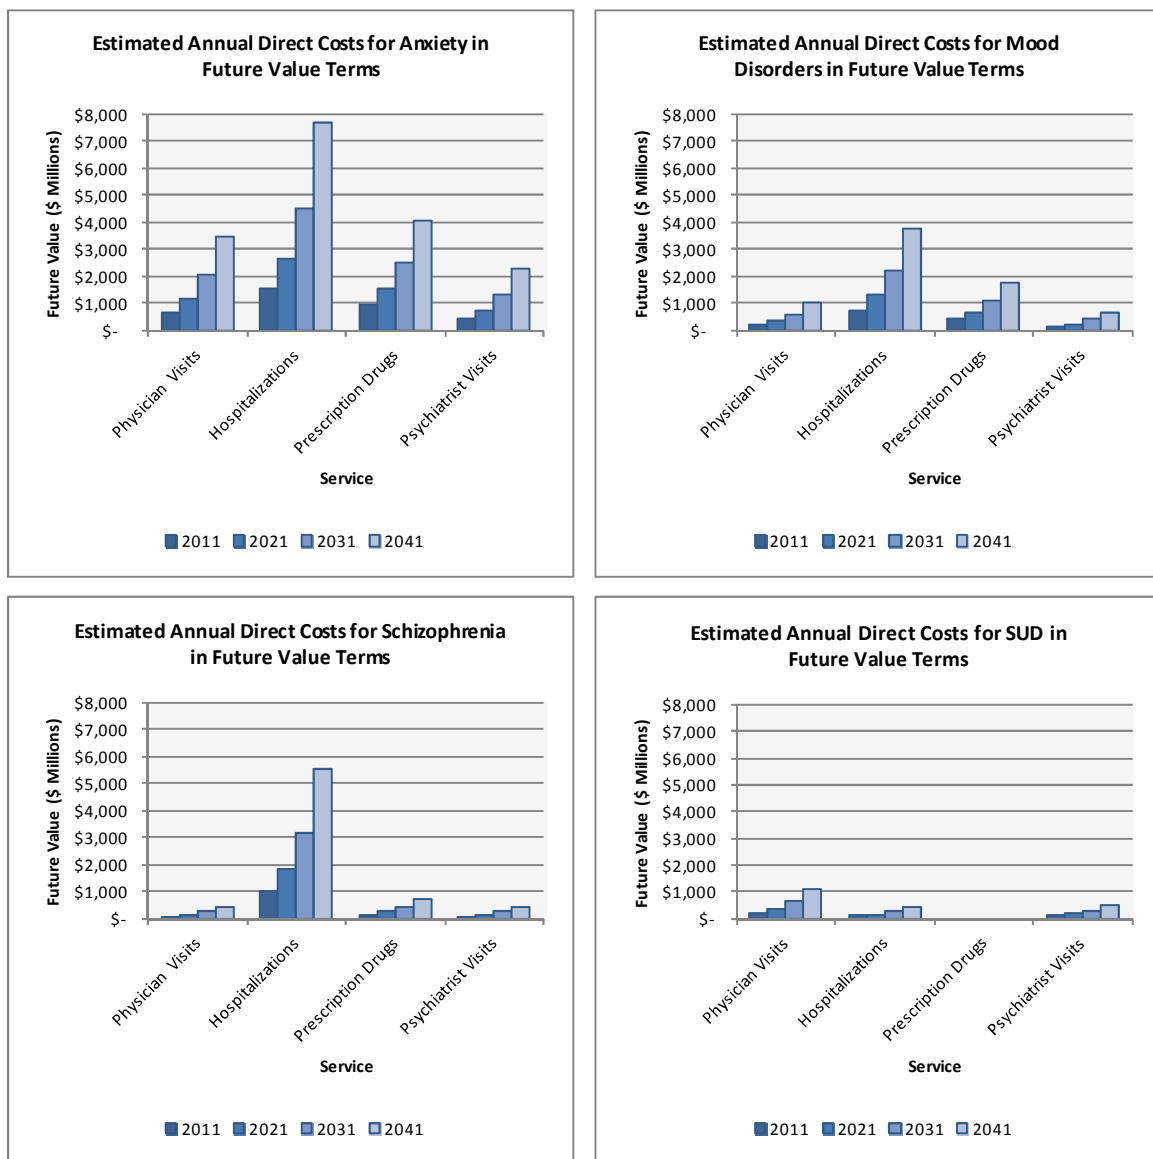 Estimated Annual Direct Costs for Anxiety in
Future Value Terms
Future Value ($ Millions)
$8,000
$7,000
$6,000
$5,000
$4,000
$3,000
$2,000
$1,000
$-
Physician Visits
Hospitalizations
Prescription Drugs
Psychiatrist Visits
Service
2011 2021 2031 2041
Estimated Annual Direct Costs for Mood
Disorders in Future Value Terms
Future Value ($ Millions)
$8,000
$7,000
$6,000
$5,000
$4,000
$3,000
$2,000
$1,000
$-
Physician Visits
Hospitalizations
Prescription Drugs
Psychiatrist Visits
Service
2011 2021 2031 2041
Estimated Annual Direct Costs for Schizophrenia
in Future Value Terms
Future Value ($ Millions)
$8,000
$7,000
$6,000
$5,000
$4,000
$3,000
$2,000
$1,000
$-
Physician Visits
Hospitalizations
Prescription Drugs
Psychiatrist Visits
Service
2011 2021 2031 2041
Estimated Annual Direct Costs for SUD in
Future Value Terms
Future Value ($ Millions)
$8,000
$7,000
$6,000
$5,000
$4,000
$3,000
$2,000
$1,000
$-
Physician Visits
Hospitalizations
Prescription Drugs
Psychiatrist Visits
Service
2011 2021 2031 2041